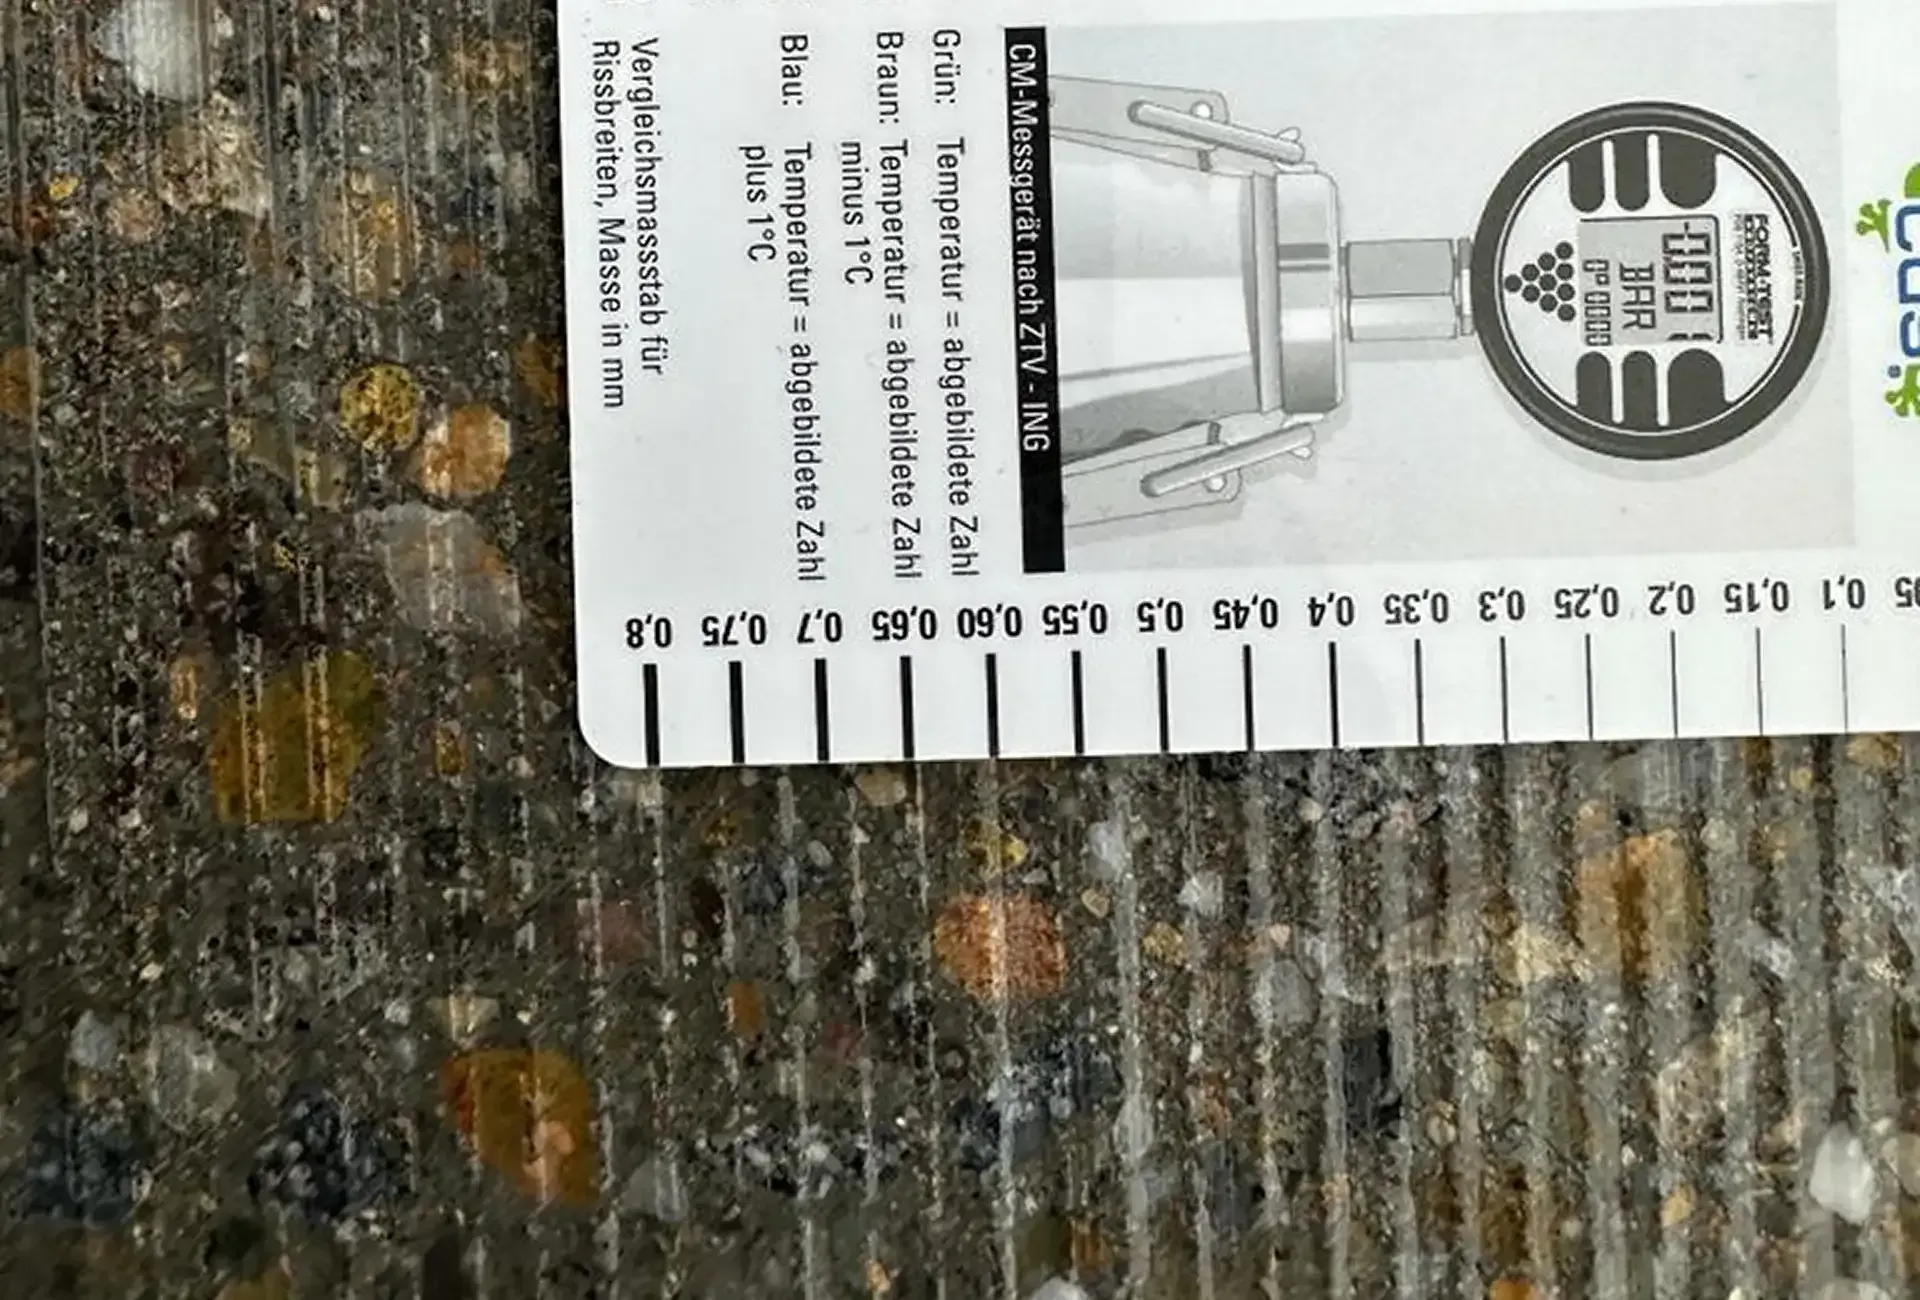 CM-Messgerät nach ZTV - ING
Grün: Temperatur = abgebildete Zahl
Braun: Temperatur = abgebildete Zahl
minus 1°C
Blau: Temperatur = abgebildete Zahl
plus 1°C
Vergleichsmassstab für
Rissbreiten, Masse in mm
FORM+TEST
BAR
0,8 0,75 0,7 0,65 0,60 0,55 0,5 0,45 0,4 0,35 0,3 0,25 0,2 0,15 0,1